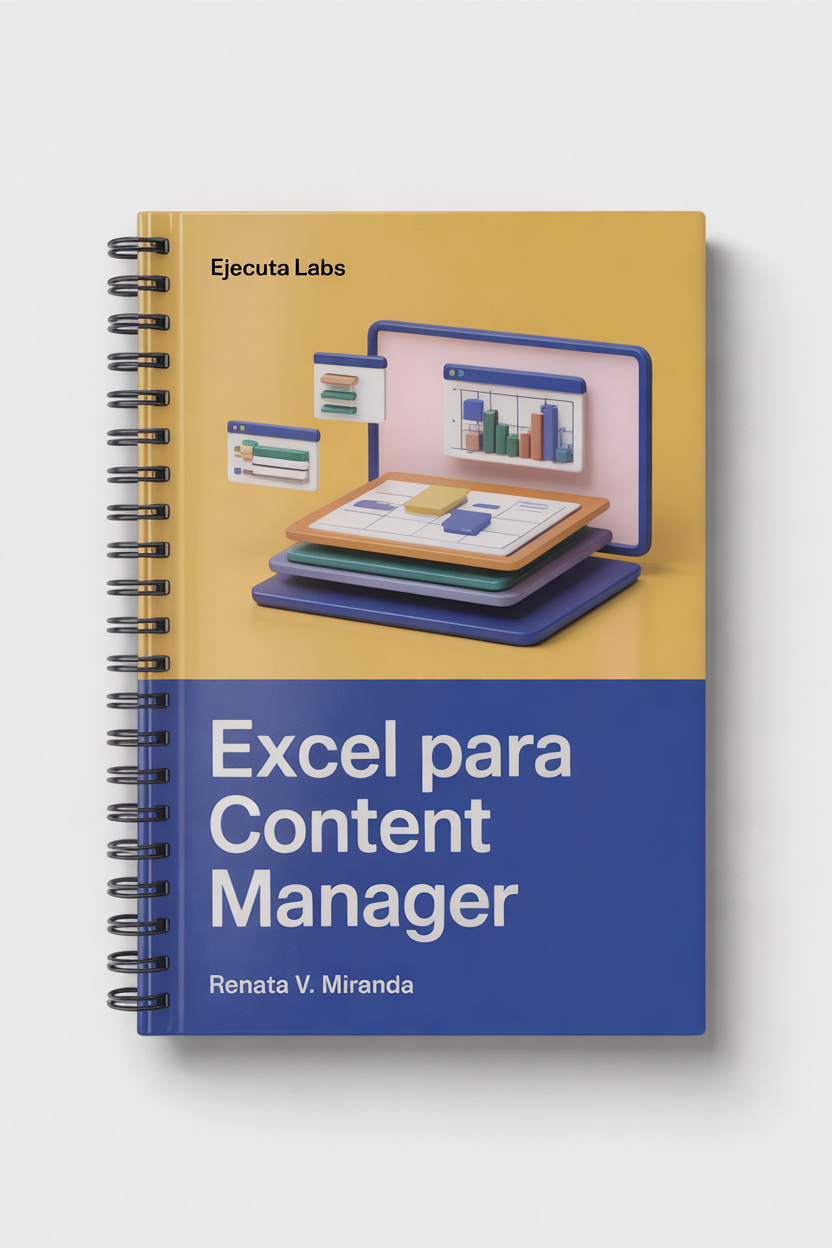 Ejecuta Labs
Excel para
Content
Manager
Renata V. Miranda